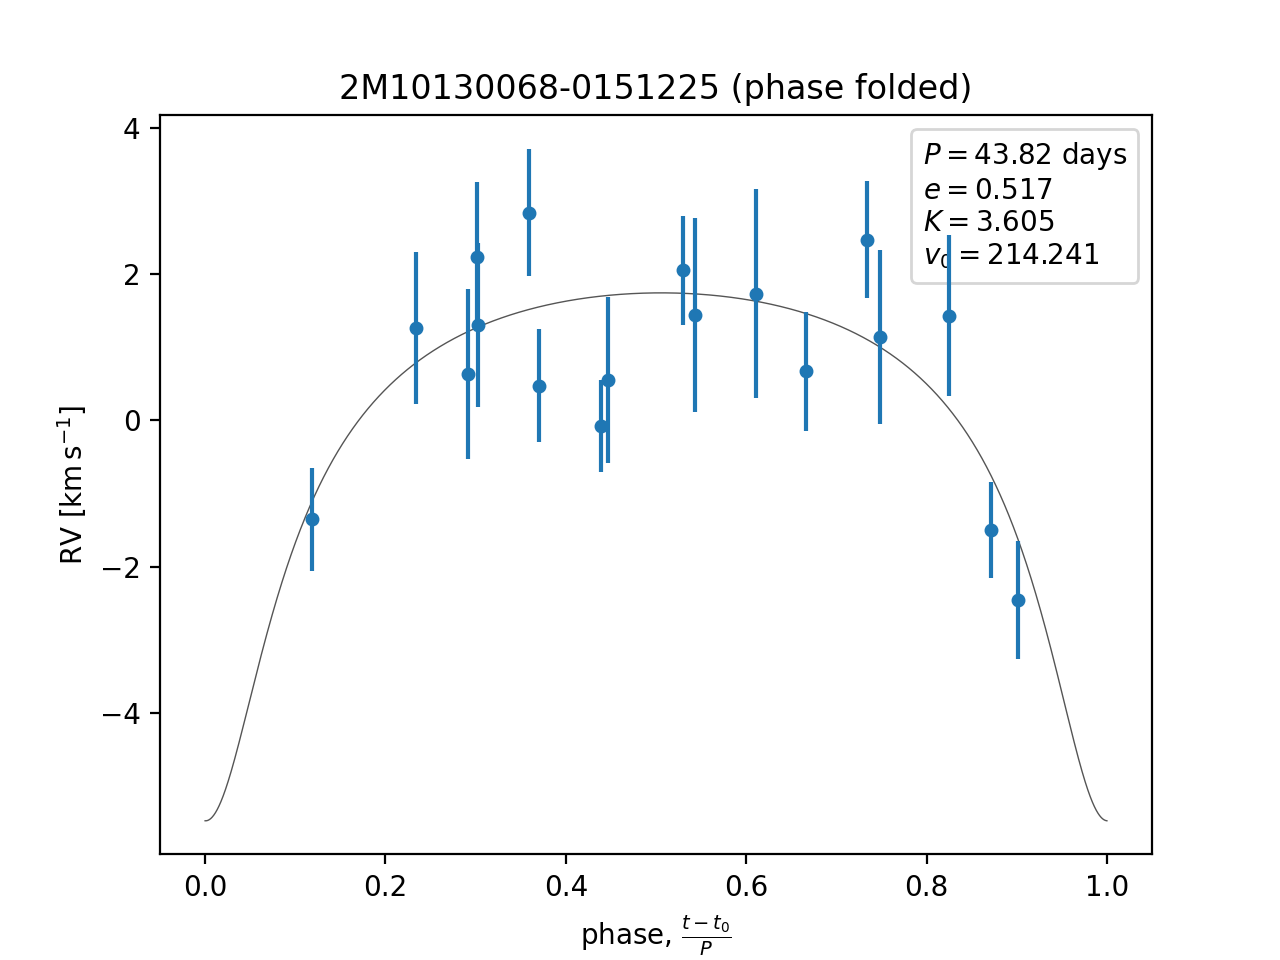 2M10130068-0151225 (phase folded)
P = 43.82 days
e = 0.517
K = 3.605
v₀ = 214.241
4
2
0
−2
−4
RV [km s⁻¹]
0.0 0.2 0.4 0.6 0.8 1.0
phase, (t − t₀)/P